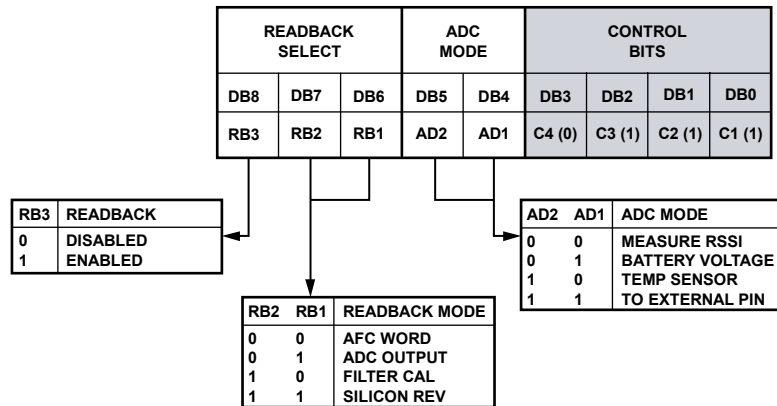 READBACK SELECT ADC MODE CONTROL BITS
DB8 DB7 DB6 DB5 DB4 DB3 DB2 DB1 DB0
RB3 RB2 RB1 AD2 AD1 C4 (0) C3 (1) C2 (1) C1 (1)
RB3 READBACK
0 DISABLED
1 ENABLED
AD2 AD1 ADC MODE
0 0 MEASURE RSSI
0 1 BATTERY VOLTAGE
1 0 TEMP SENSOR
1 1 TO EXTERNAL PIN
RB2 RB1 READBACK MODE
0 0 AFC WORD
0 1 ADC OUTPUT
1 0 FILTER CAL
1 1 SILICON REV